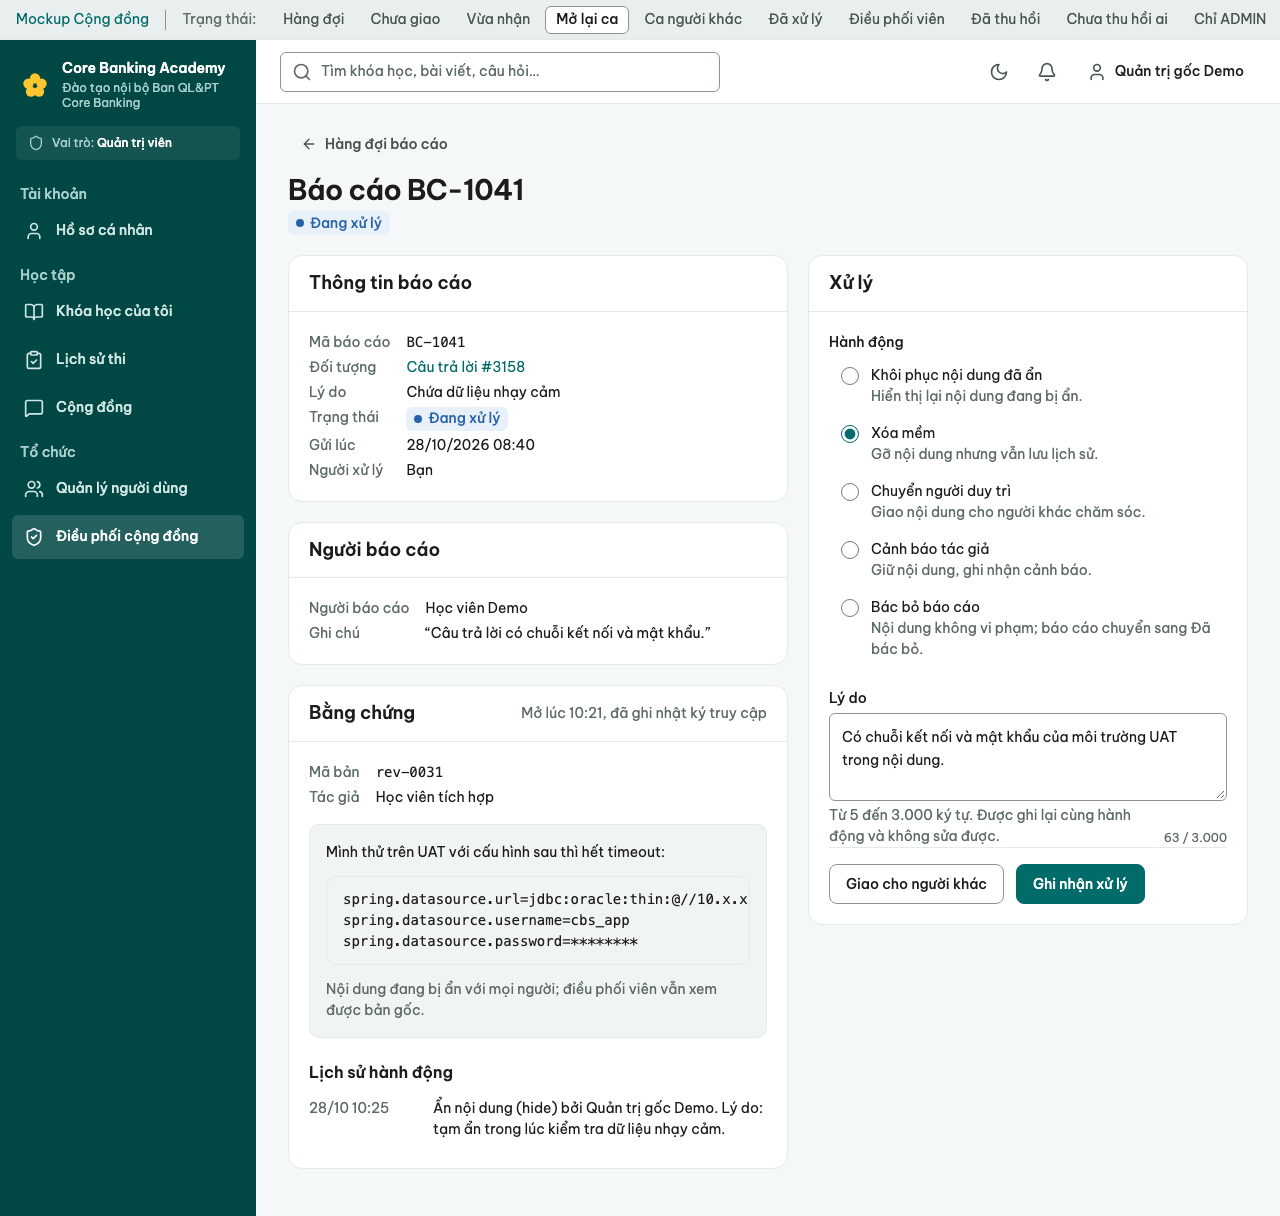 Mockup Cộng đồng
Trạng thái:
Hàng đợi
Chưa giao
Vừa nhận
Mở lại ca
Ca người khác
Đã xử lý
Điều phối viên
Đã thu hồi
Chưa thu hồi ai
Chỉ ADMIN
Core Banking Academy
Đào tạo nội bộ Ban QL&PT
Core Banking
Vai trò: Quản trị viên
Tài khoản
Hồ sơ cá nhân
Học tập
Khóa học của tôi
Lịch sử thi
Cộng đồng
Tổ chức
Quản lý người dùng
Điều phối cộng đồng
Tìm khóa học, bài viết, câu hỏi...
Quản trị gốc Demo
Hàng đợi báo cáo
Báo cáo BC-1041
Đang xử lý
Thông tin báo cáo
Mã báo cáo BC-1041
Đối tượng Câu trả lời #3158
Lý do Chứa dữ liệu nhạy cảm
Trạng thái Đang xử lý
Gửi lúc 28/10/2026 08:40
Người xử lý Bạn
Người báo cáo
Người báo cáo Học viên Demo
Ghi chú “Câu trả lời có chuỗi kết nối và mật khẩu.”
Bằng chứng
Mở lúc 10:21, đã ghi nhật ký truy cập
Mã bản rev-0031
Tác giả Học viên tích hợp
Mình thử trên UAT với cấu hình sau thì hết timeout:
spring.datasource.url=jdbc:oracle:thin:@//10.x.x
spring.datasource.username=cbs_app
spring.datasource.password=********
Nội dung đang bị ẩn với mọi người; điều phối viên vẫn xem
được bản gốc.
Lịch sử hành động
28/10 10:25 Ẩn nội dung (hide) bởi Quản trị gốc Demo. Lý do:
tạm ẩn trong lúc kiểm tra dữ liệu nhạy cảm.
Xử lý
Hành động
Khôi phục nội dung đã ẩn
Hiển thị lại nội dung đang bị ẩn.
Xóa mềm
Gỡ nội dung nhưng vẫn lưu lịch sử.
Chuyển người duy trì
Giao nội dung cho người khác chăm sóc.
Cảnh báo tác giả
Giữ nội dung, ghi nhận cảnh báo.
Bác bỏ báo cáo
Nội dung không vi phạm; báo cáo chuyển sang Đã
bác bỏ.
Lý do
Có chuỗi kết nối và mật khẩu của môi trường UAT
trong nội dung.
Từ 5 đến 3.000 ký tự. Được ghi lại cùng hành
động và không sửa được.
63 / 3.000
Giao cho người khác
Ghi nhận xử lý